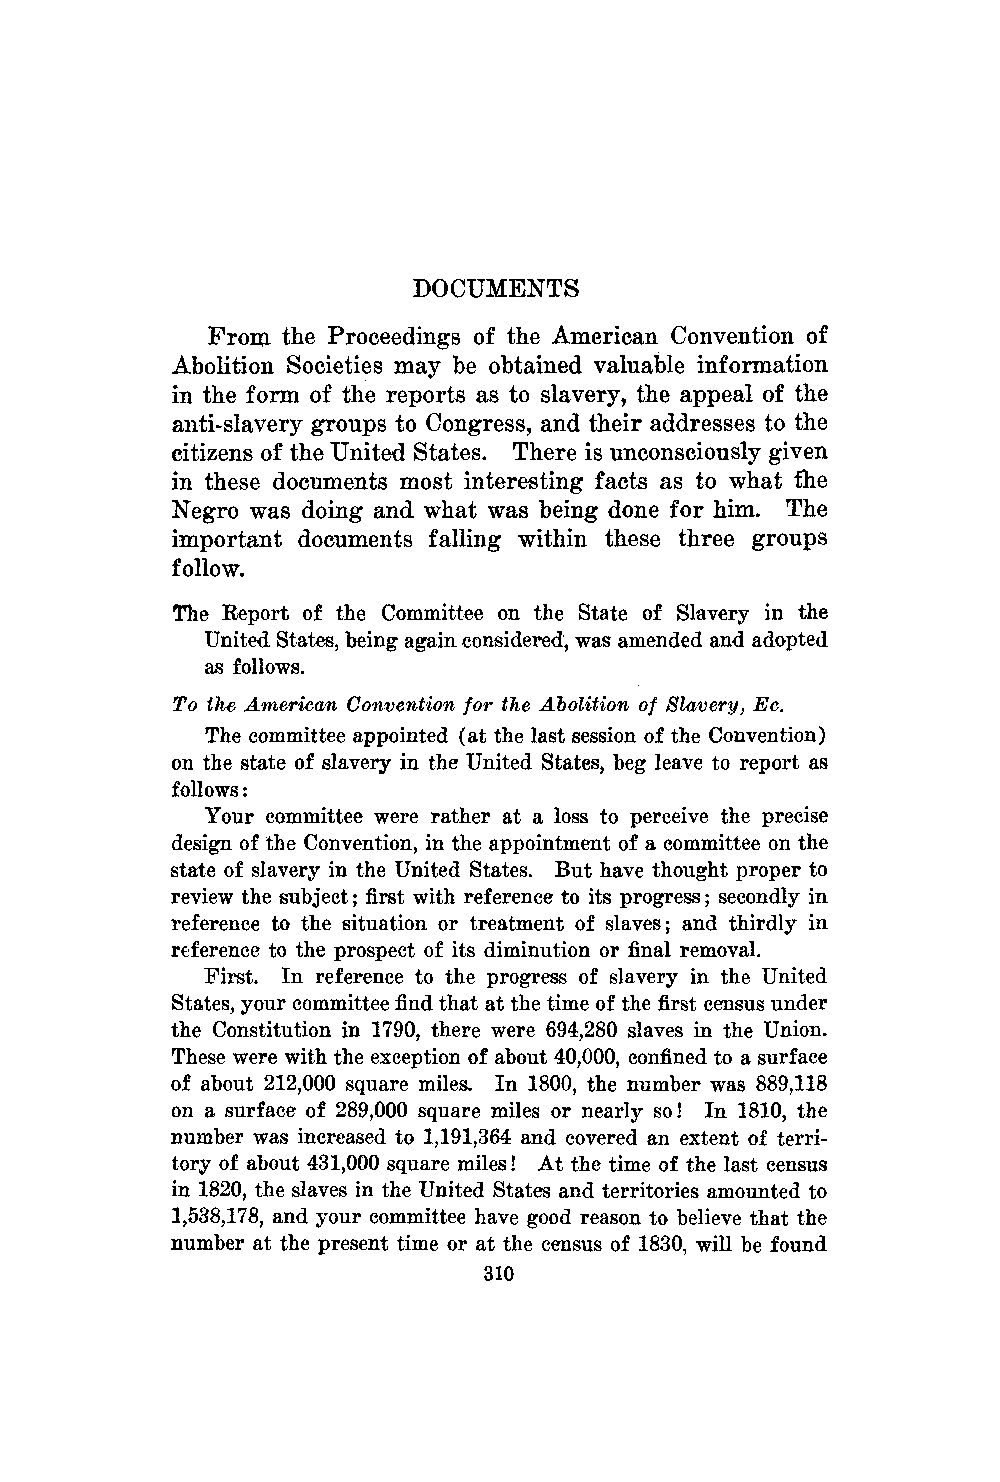 DOCUMENTS
From the Proceedings of the American Convention of
Abolition Societies may be obtained valuable information
in the form of the reports as to slavery, the appeal of the
anti-slavery groups to Congress, and their addresses to the
citizens of the United States. There is unconsciously given
in these documents most interesting facts as to what the
Negro was doing and what was being done for him. The
important documents falling within these three groups
follow.
The Report of the Committee on the State of Slavery in the
United States, being again considered, was amended and adopted
as follows.
To the American Convention for the Abolition of Slavery, Ec.
The committee appointed (at the last session of the Convention)
on the state of slavery in the United States, beg leave to report as
follows:
Your committee were rather at a loss to perceive the precise
design of the Convention, in the appointment of a committee on the
state of slavery in the United States. But have thought proper to
review the subject; first with reference to its progress; secondly in
reference to the situation or treatment of slaves; and thirdly in
reference to the prospect of its diminution or final removal.
First. In reference to the progress of slavery in the United
States, your committee find that at the time of the first census under
the Constitution in 1790, there were 694,280 slaves in the Union.
These were with the exception of about 40,000, confined to a surface
of about 212,000 square miles. In 1800, the number was 889,118
on a surface of 289,000 square miles or nearly so! In 1810, the
number was increased to 1,191,364 and covered an extent of terri-
tory of about 431,000 square miles! At the time of the last census
in 1820, the slaves in the United States and territories amounted to
1,538,178, and your committee have good reason to believe that the
number at the present time or at the census of 1830, will be found
310